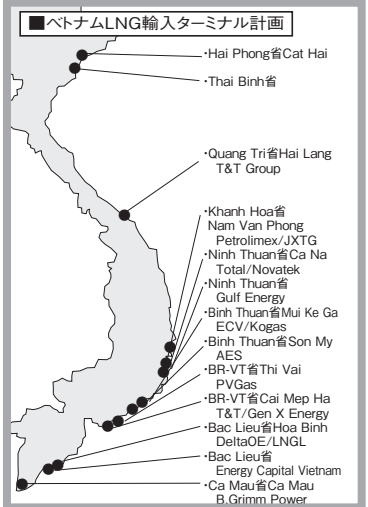 ■ベトナムLNG輸入ターミナル計画
・Hai Phong省Cat Hai
・Thai Binh省
・Quang Tri省Hai Lang
T&T Group
・Khanh Hoa省
Nam Van Phong
Petrolimex/JXTG
・Ninh Thuan省Ca Na
Total/Novatek
・Ninh Thuan省
Gulf Energy
・Binh Thuan省Mui Ke Ga
ECV/Kogas
・Binh Thuan省Son My
AES
・BR-VT省Thi Vai
PVGas
・BR-VT省Cai Mep Ha
T&T/Gen X Energy
・Bac Lieu省Hoa Binh
DeltaOE/LNGL
・Bac Lieu省
Energy Capital Vietnam
・Ca Mau省Ca Mau
B.Grimm Power